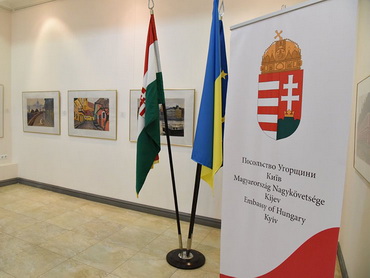 Посольство Угорщини
Київ
Magyarország Nagykövetsége
Kijev
Embassy of Hungary
Kyiv